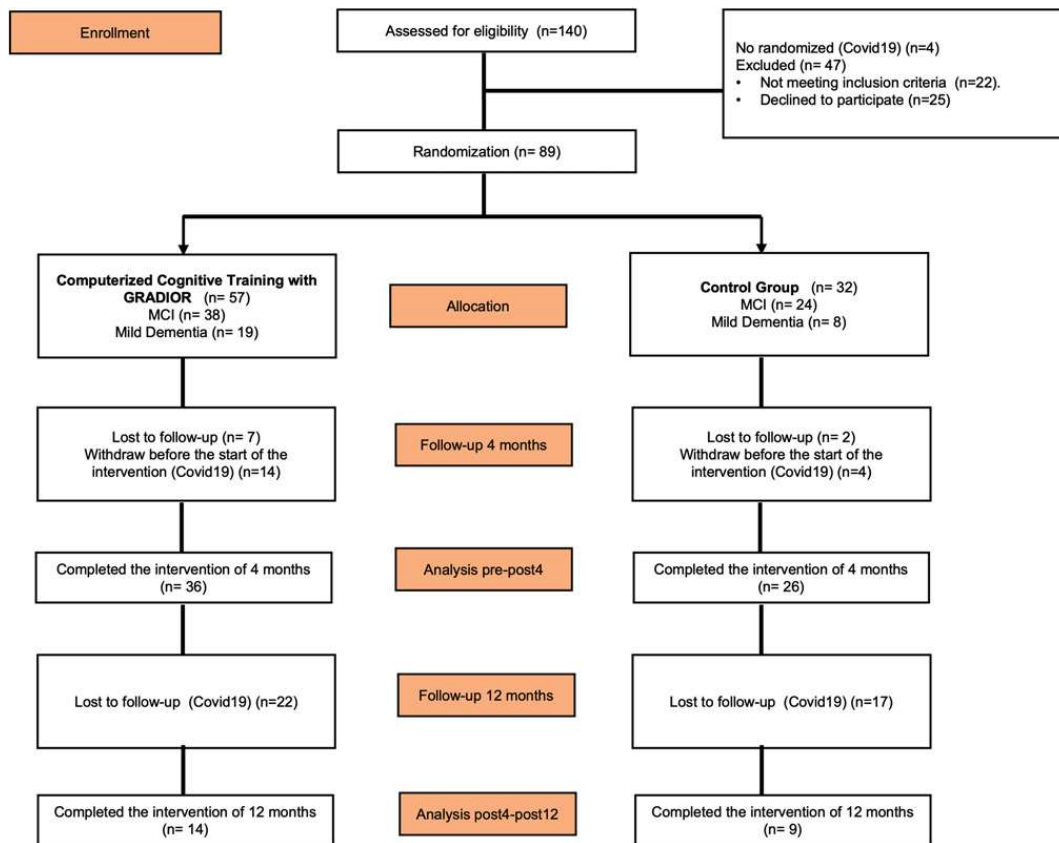 Enrollment
Assessed for eligibility (n=140)
No randomized (Covid19) (n=4)
Excluded (n= 47)
• Not meeting inclusion criteria (n=22).
• Declined to participate (n=25)
Randomization (n= 89)
Computerized Cognitive Training with
GRADIOR (n= 57)
MCI (n= 38)
Mild Dementia (n= 19)
Allocation
Control Group (n= 32)
MCI (n= 24)
Mild Dementia (n= 8)
Lost to follow-up (n= 7)
Withdraw before the start of the
intervention (Covid19) (n=14)
Follow-up 4 months
Lost to follow-up (n= 2)
Withdraw before the start of the
intervention (Covid19) (n=4)
Completed the intervention of 4 months
(n= 36)
Analysis pre-post4
Completed the intervention of 4 months
(n= 26)
Lost to follow-up (Covid19) (n=22)
Follow-up 12 months
Lost to follow-up (Covid19) (n=17)
Completed the intervention of 12 months
(n= 14)
Analysis post4-post12
Completed the intervention of 12 months
(n= 9)